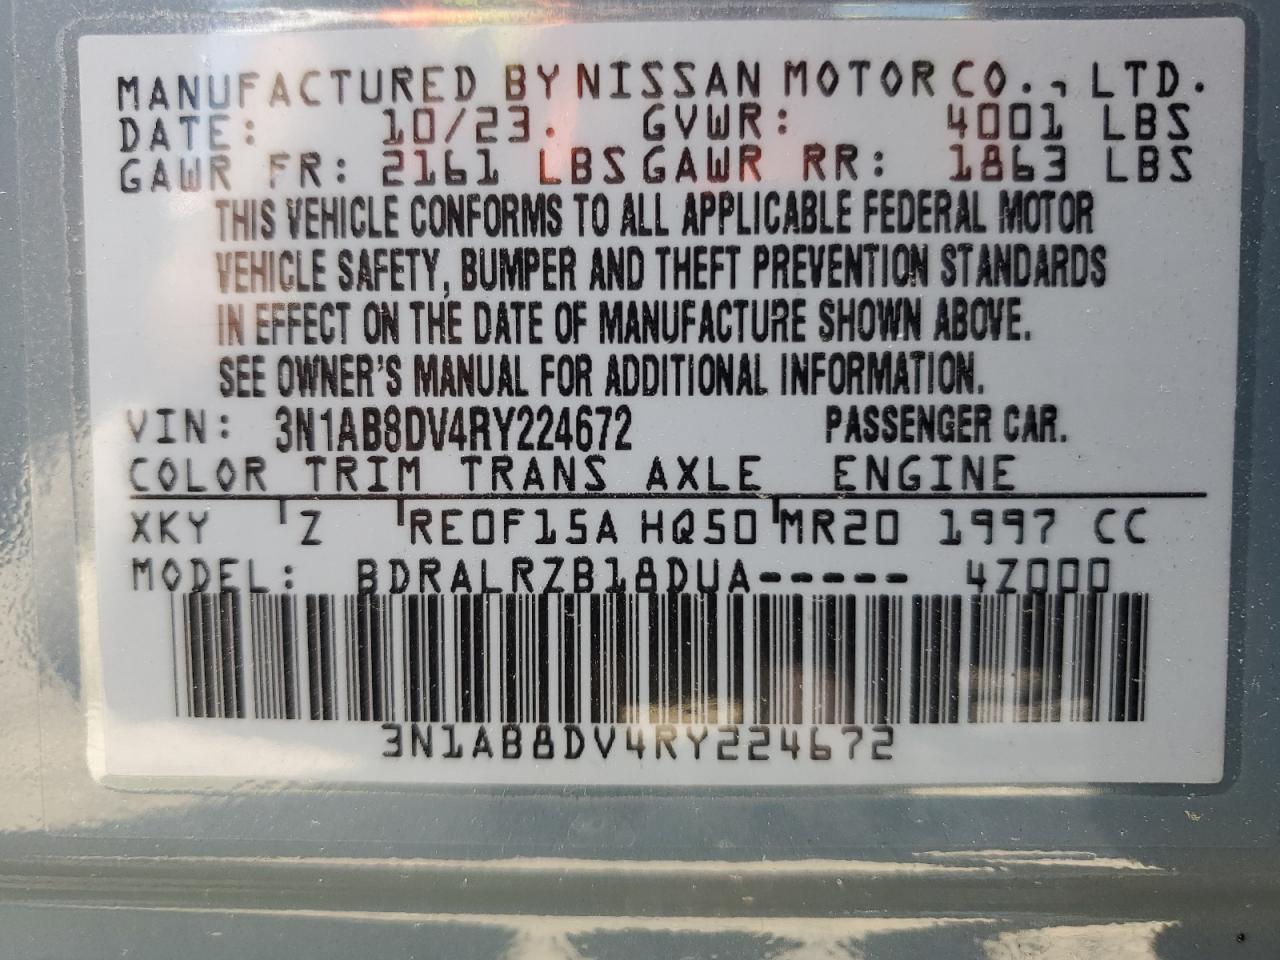 MANUFACTURED BY NISSAN MOTOR CO., LTD.
DATE: 10/23. GVWR: 4001 LBS
GAWR FR: 2161 LBS GAWR RR: 1863 LBS
THIS VEHICLE CONFORMS TO ALL APPLICABLE FEDERAL MOTOR
VEHICLE SAFETY, BUMPER AND THEFT PREVENTION STANDARDS
IN EFFECT ON THE DATE OF MANUFACTURE SHOWN ABOVE.
SEE OWNER'S MANUAL FOR ADDITIONAL INFORMATION.
VIN: 3N1AB8DV4RY224672 PASSENGER CAR.
COLOR TRIM TRANS AXLE ENGINE
XKY Z RE0F15A HQ50 MR20 1997 CC
MODEL: BDRALRZB18DUA----- 4Z000
3N1AB8DV4RY224672